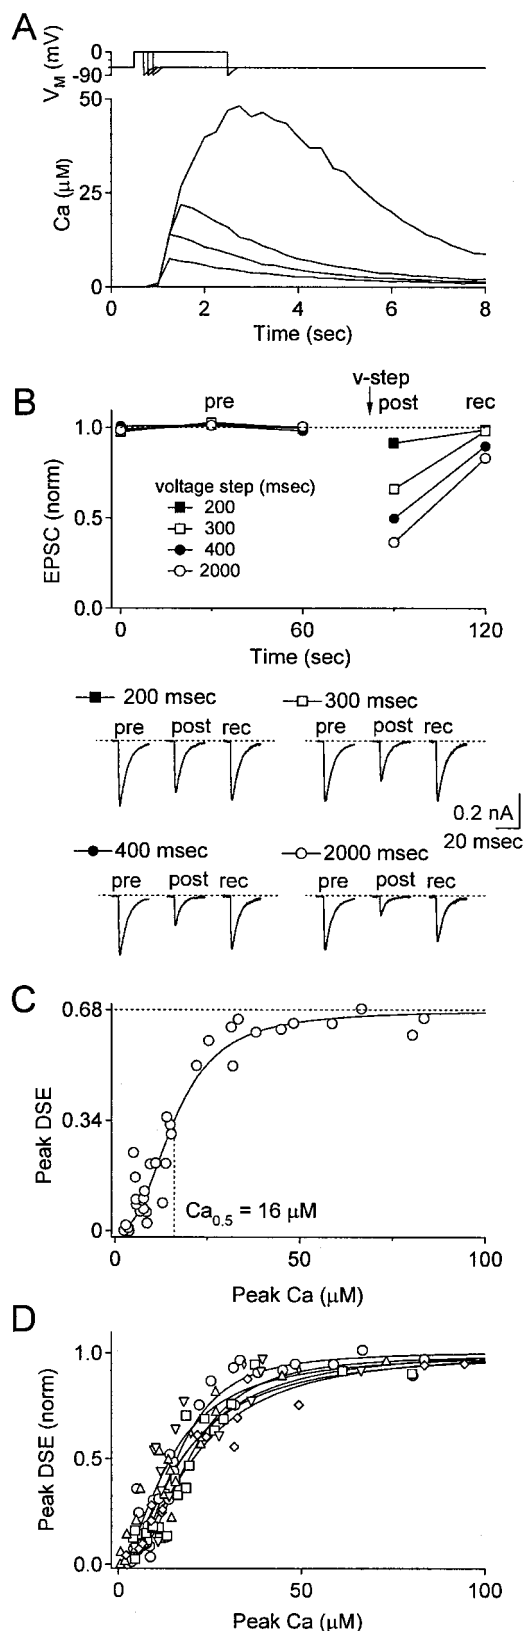 A
V_M (mV)
0
-90
50
25
0
Ca (µM)
0 2 4 6 8
Time (sec)
v-step
B
pre post rec
1.0
0.5
0.0
EPSC (norm)
voltage step (msec)
200
300
400
2000
0 60 120
Time (sec)
200 msec 300 msec
pre post rec pre post rec
0.2 nA
20 msec
400 msec 2000 msec
pre post rec pre post rec
C
0.68
0.34
0
Peak DSE
Ca_0.5 = 16 µM
0 50 100
Peak Ca (µM)
D
1.0
0.5
0.0
Peak DSE (norm)
0 50 100
Peak Ca (µM)